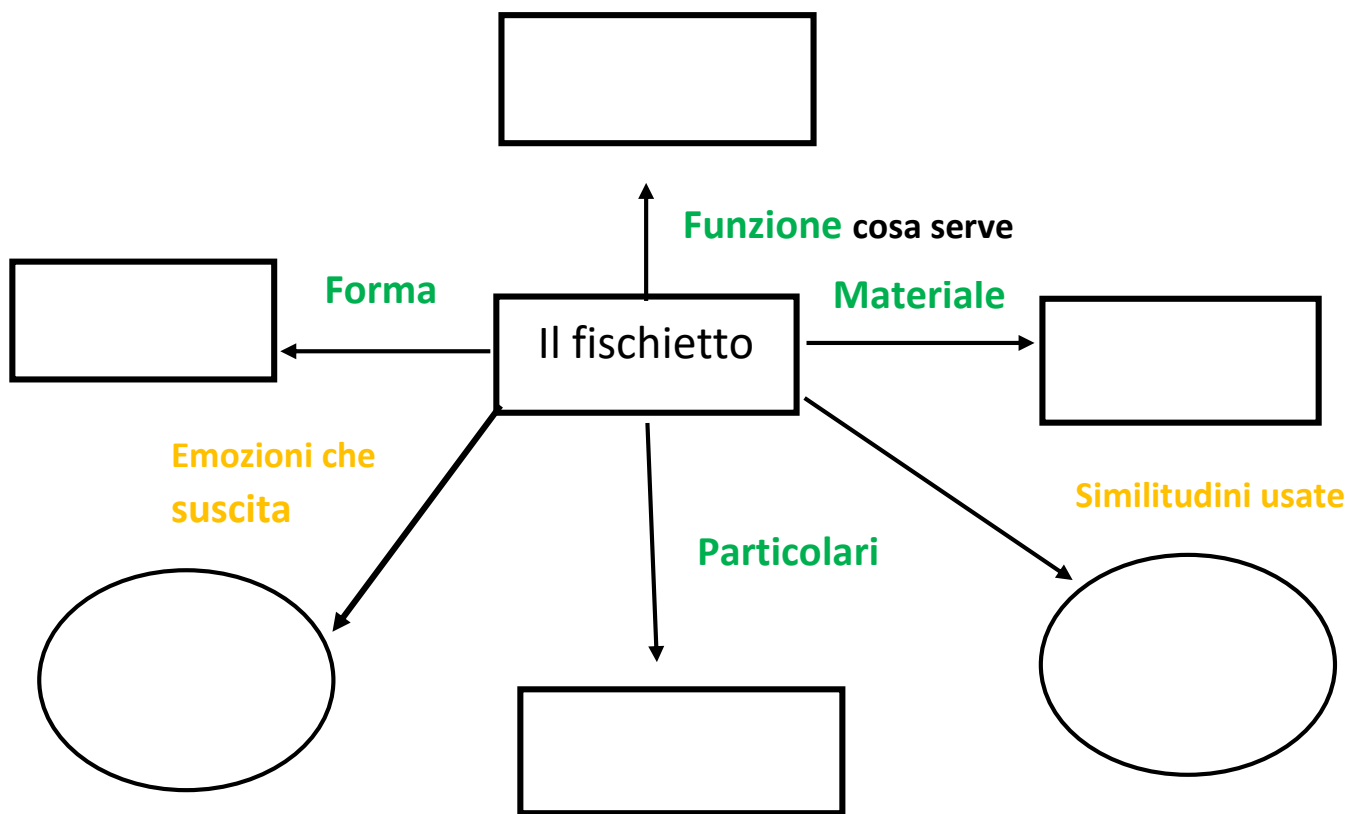 Funzione cosa serve
Forma
Materiale
Il fischietto
Emozioni che
suscita
Similitudini usate
Particolari